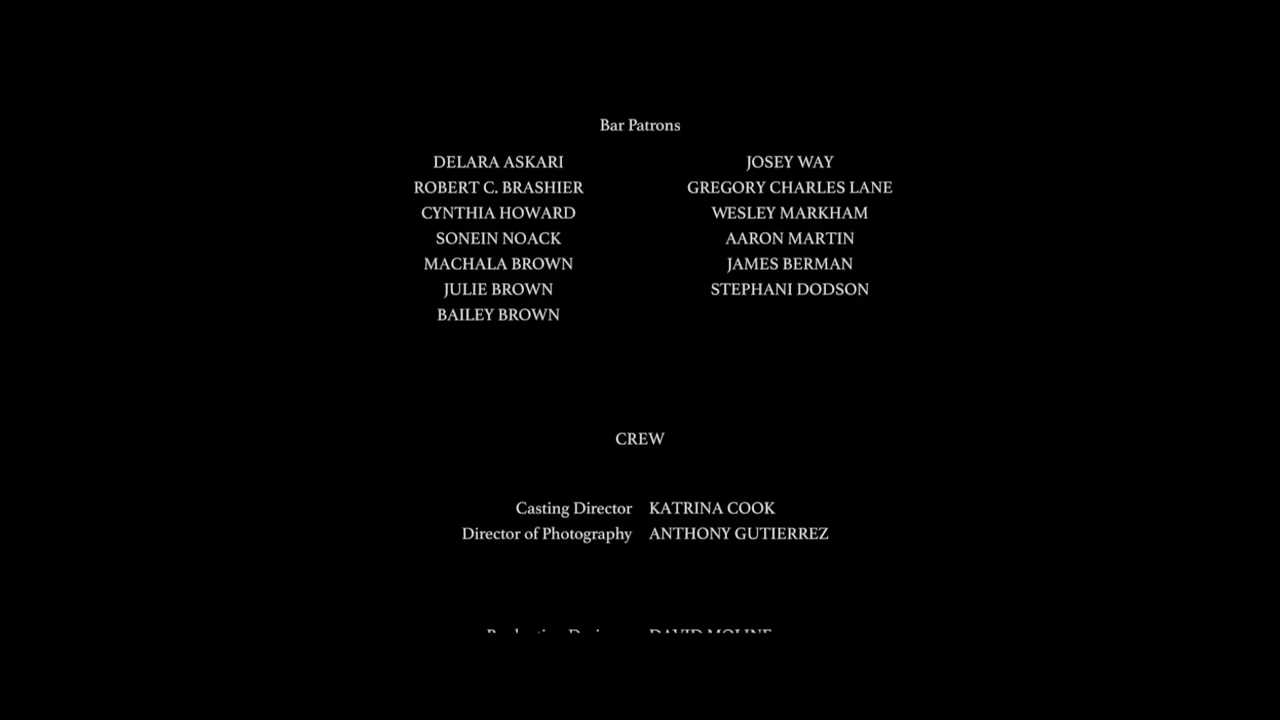 Bar Patrons
DELARA ASKARI
ROBERT C. BRASHIER
CYNTHIA HOWARD
SONEIN NOACK
MACHALA BROWN
JULIE BROWN
BAILEY BROWN
JOSEY WAY
GREGORY CHARLES LANE
WESLEY MARKHAM
AARON MARTIN
JAMES BERMAN
STEPHANI DODSON
CREW
Casting Director KATRINA COOK
Director of Photography ANTHONY GUTIERREZ